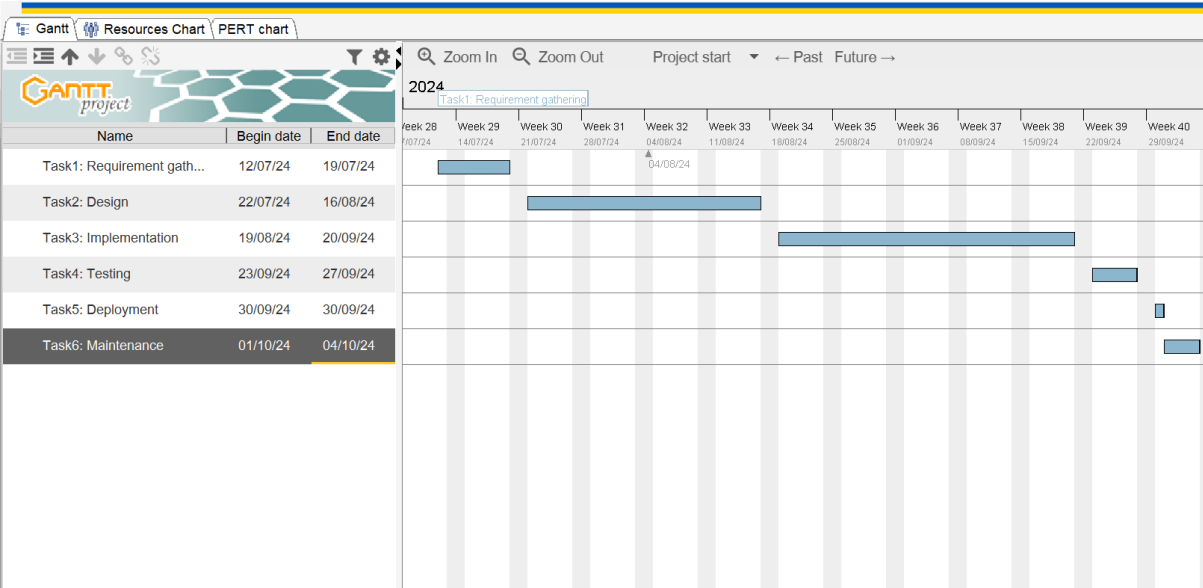 Gantt Resources Chart PERT chart
Zoom In Zoom Out Project start ← Past Future →
GANTT
project
2024
Task1: Requirement gathering
Name Begin date End date
Week 29 Week 30 Week 31 Week 32 Week 33 Week 34 Week 35 Week 36 Week 37 Week 38 Week 39 Week 40
14/07/24 21/07/24 28/07/24 04/08/24 11/08/24 18/08/24 25/08/24 01/09/24 08/09/24 15/09/24 22/09/24 29/09/24
04/08/24
Task1: Requirement gath... 12/07/24 19/07/24
Task2: Design 22/07/24 16/08/24
Task3: Implementation 19/08/24 20/09/24
Task4: Testing 23/09/24 27/09/24
Task5: Deployment 30/09/24 30/09/24
Task6: Maintenance 01/10/24 04/10/24